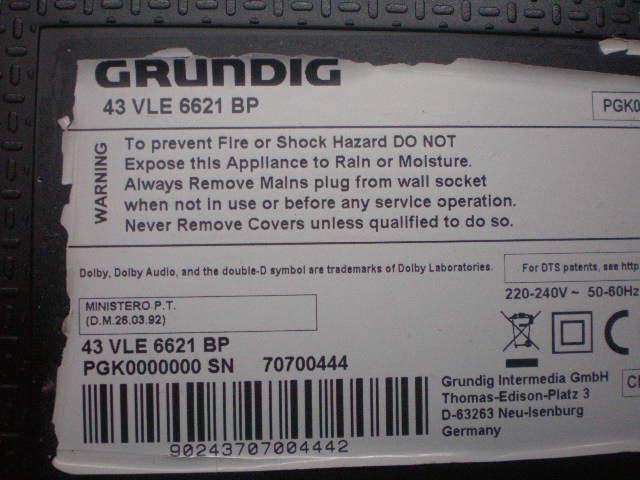 GRUNDIG
43 VLE 6621 BP
PGK0
WARNING
To prevent Fire or Shock Hazard DO NOT
Expose this Appliance to Rain or Moisture.
Always Remove Mains plug from wall socket
when not in use or before any service operation.
Never Remove Covers unless qualified to do so.
Dolby, Dolby Audio, and the double-D symbol are trademarks of Dolby Laboratories.
For DTS patents, see http
MINISTERO P.T.
(D.M.26.03.92)
220-240V ~ 50-60Hz
43 VLE 6621 BP
PGK0000000 SN 70700444
90243707004442
Grundig Intermedia GmbH
Thomas-Edison-Platz 3
D-63263 Neu-Isenburg
Germany